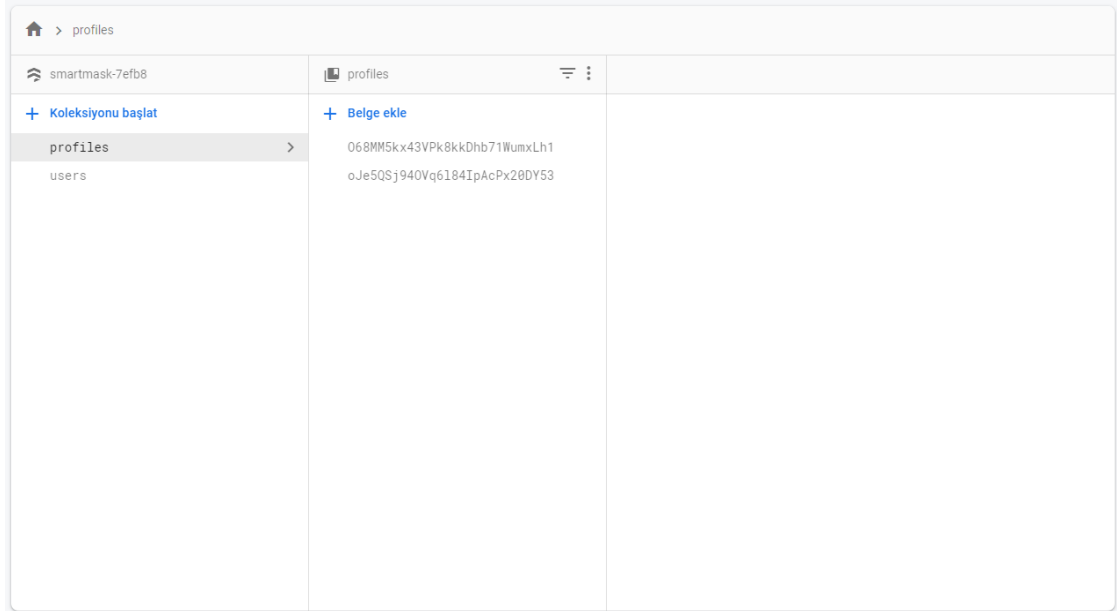 profiles
smartmask-7efb8
profiles
Koleksiyonu başlat
Belge ekle
profiles
O68MM5kx43VPk8kkDhb71WumxLh1
users
oJe5QSj94OVq6l84IpAcPx20DY53